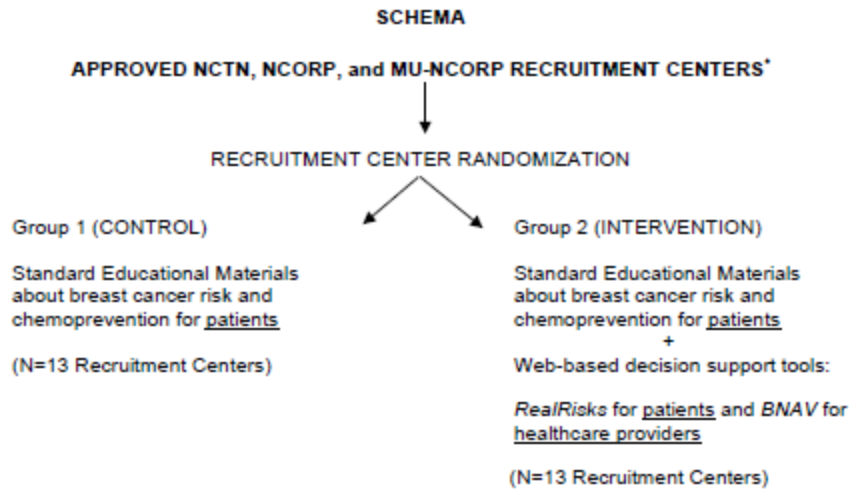 SCHEMA
APPROVED NCTN, NCORP, and MU-NCORP RECRUITMENT CENTERS*
RECRUITMENT CENTER RANDOMIZATION
Group 1 (CONTROL)
Standard Educational Materials
about breast cancer risk and
chemoprevention for patients
(N=13 Recruitment Centers)
Group 2 (INTERVENTION)
Standard Educational Materials
about breast cancer risk and
chemoprevention for patients
+
Web-based decision support tools:
RealRisks for patients and BNAV for
healthcare providers
(N=13 Recruitment Centers)